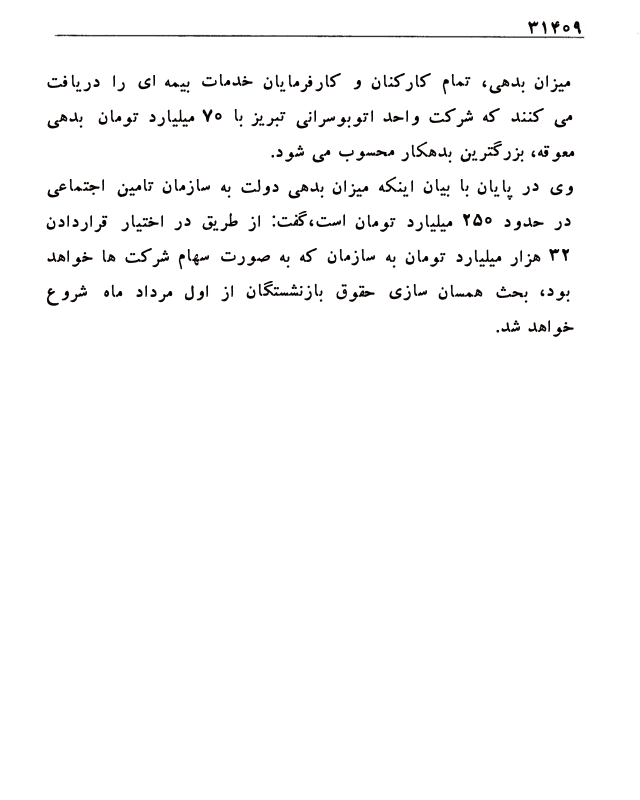 ۳۱۴۰۹
میزان بدهی، تمام کارکنان و کارفرمایان خدمات بیمه ای را دریافت
می کنند که شرکت واحد اتوبوسرانی تبریز با ۷۰ میلیارد تومان بدهی
معوقه، بزرگترین بدهکار محسوب می شود.
وی در پایان با بیان اینکه میزان بدهی دولت به سازمان تامین اجتماعی
در حدود ۲۵۰ میلیارد تومان است،گفت: از طریق در اختیار قراردادن
۳۲ هزار میلیارد تومان به سازمان که به صورت سهام شرکت ها خواهد
بود، بحث همسان سازی حقوق بازنشستگان از اول مرداد ماه شروع
خواهد شد.